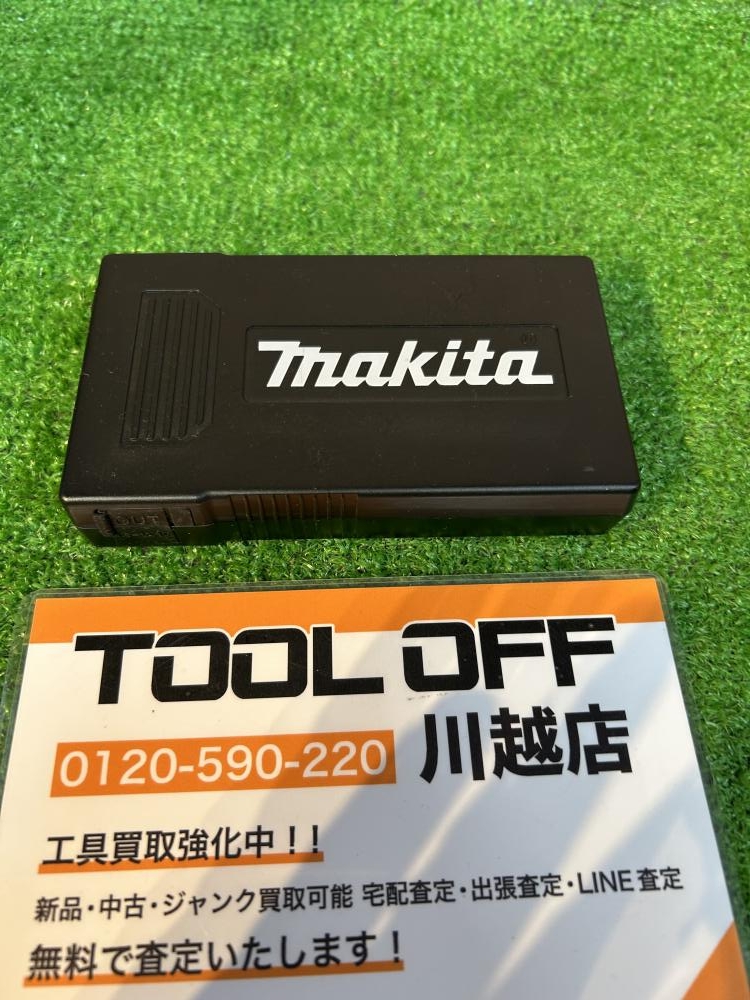 makita
OUT
TOOL OFF
0120-590-220
川越店
工具買取強化中!!
新品・中古・ジャンク買取可能 宅配査定・出張査定・LINE査定
無料で査定いたします!